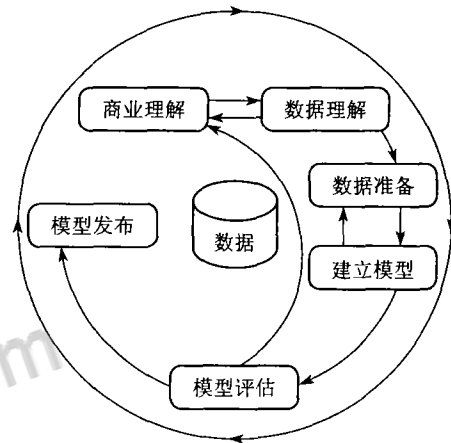 商业理解
数据理解
数据准备
模型发布
数据
建立模型
模型评估
m